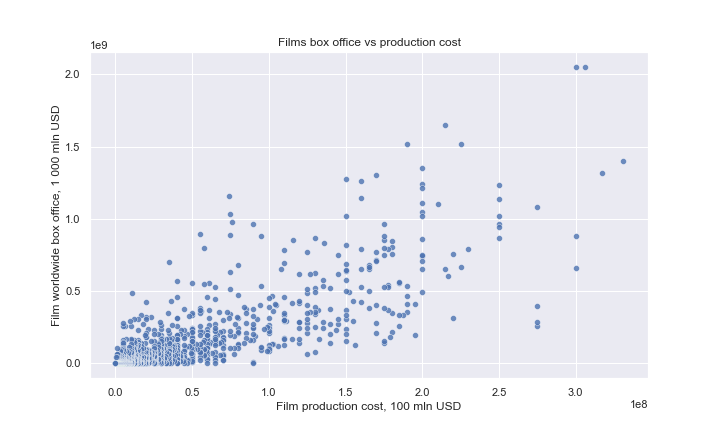 Films box office vs production cost
1e9
2.0
1.5
1.0
0.5
0.0
Film worldwide box office, 1 000 mln USD
0.0 0.5 1.0 1.5 2.0 2.5 3.0
Film production cost, 100 mln USD
1e8